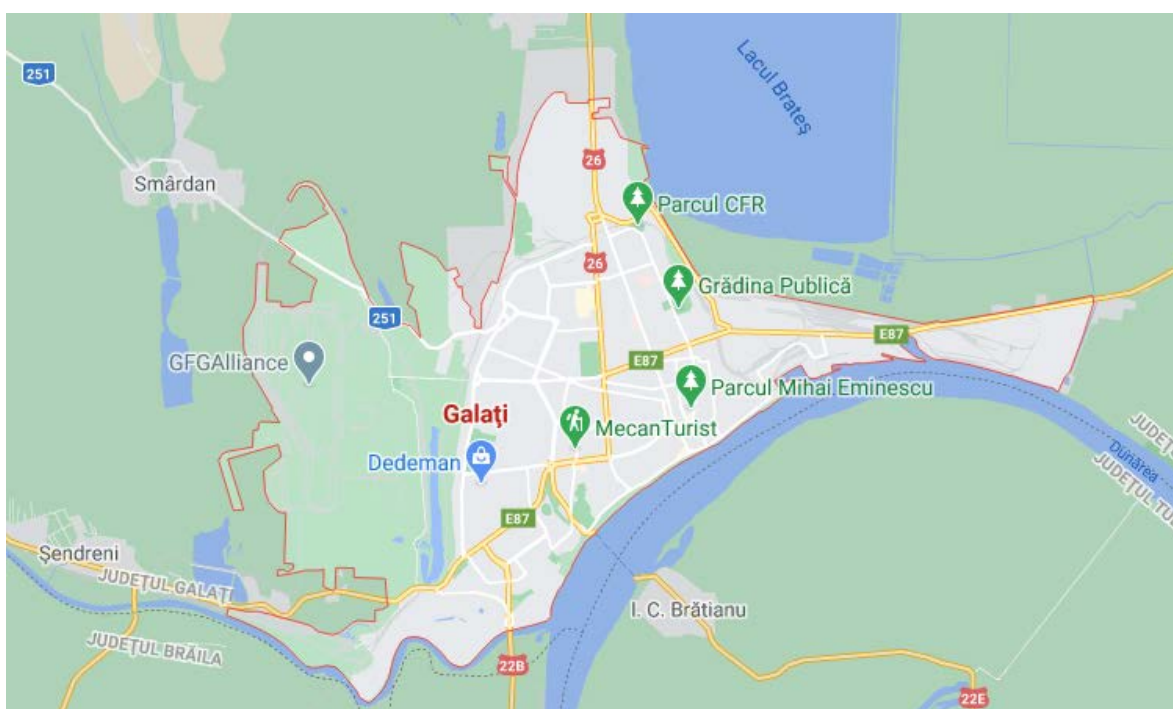 251
Lacul Brateş
26
Smârdan
Parcul CFR
26
Grădina Publică
251
E87
GFGAlliance
E87
Parcul Mihai Eminescu
Galaţi
MecanTurist
Dedeman
Dunărea
E87
Şendreni
JUDEŢUL GALAŢI
I. C. Brătianu
JUDEŢUL BRĂILA
22B
22E